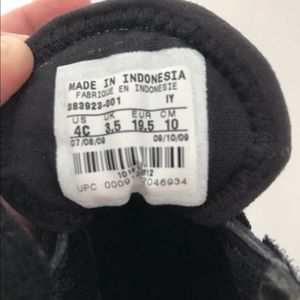 MADE IN INDONESIA
FABRIQUE EN INDONESIE
383923-001 IY
US UK EUR CM
4C 3.5 19.5 10
07/08/09 09/10/09
UPC